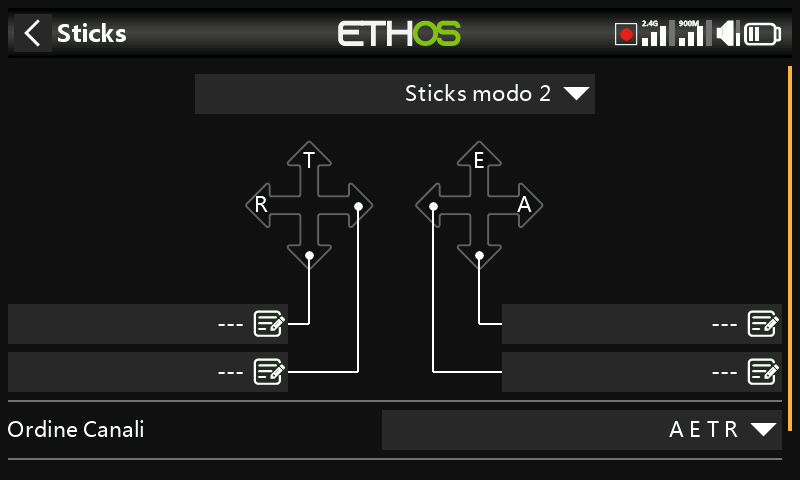 Sticks
ETHOS
2.4G
900M
Sticks modo 2
T
E
R
A
---
---
---
---
Ordine Canali
A E T R